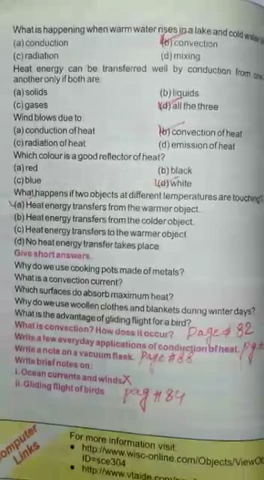 What is happening when warm water rises in a lake and cold water
(a) conduction (b) convection
(c) radiation (d) mixing
Heat energy can be transferred well by conduction from one
another only if both are
(a) solids (b) liquids
(c) gases (d) all the three
Wind blows due to
(a) conduction of heat (b) convection of heat
(c) radiation of heat (d) emission of heat
Which colour is a good reflector of heat?
(a) red (b) black
(c) blue (d) white
What happens if two objects at different temperatures are touching?
(a) Heat energy transfers from the warmer object.
(b) Heat energy transfers from the colder object.
(c) Heat energy transfers to the warmer object.
(d) No heat energy transfer takes place.
Give short answers.
Why do we use cooking pots made of metals?
What is a convection current?
Which surfaces do absorb maximum heat?
Why do we use woollen clothes and blankets during winter days?
What is the advantage of gliding flight for a bird?
What is convection? How does it occur? Page # 82
Write a few everyday applications of conduction of heat.
Write a note on a vacuum flask. Page # 88
Write brief notes on:
i. Ocean currents and winds X
ii. Gliding flight of birds pag # 84
Computer
Links
For more information visit:
• http://www.wisc-online.com/Objects/ViewOb
ID=sce304
• http://www.vtaide.com